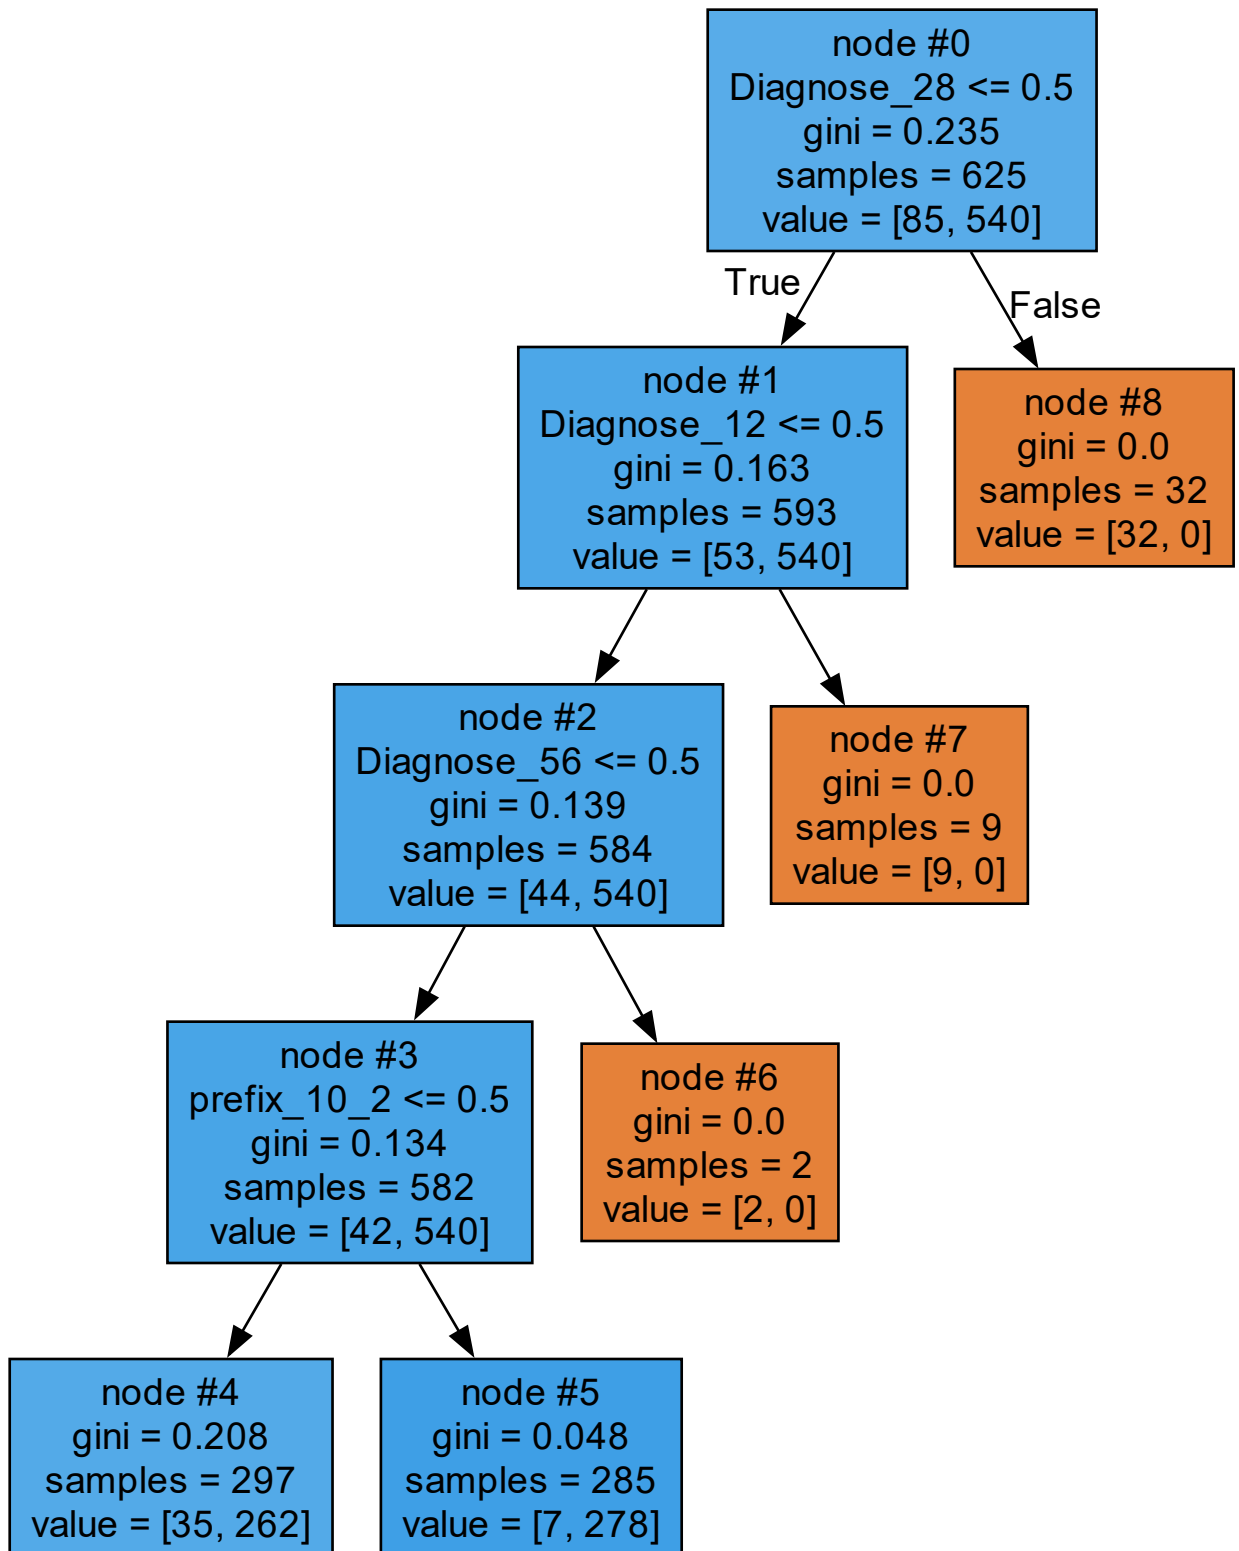 node #0
Diagnose_28 <= 0.5
gini = 0.235
samples = 625
value = [85, 540]
True
False
node #1
Diagnose_12 <= 0.5
gini = 0.163
samples = 593
value = [53, 540]
node #8
gini = 0.0
samples = 32
value = [32, 0]
node #2
Diagnose_56 <= 0.5
gini = 0.139
samples = 584
value = [44, 540]
node #7
gini = 0.0
samples = 9
value = [9, 0]
node #3
prefix_10_2 <= 0.5
gini = 0.134
samples = 582
value = [42, 540]
node #6
gini = 0.0
samples = 2
value = [2, 0]
node #4
gini = 0.208
samples = 297
value = [35, 262]
node #5
gini = 0.048
samples = 285
value = [7, 278]